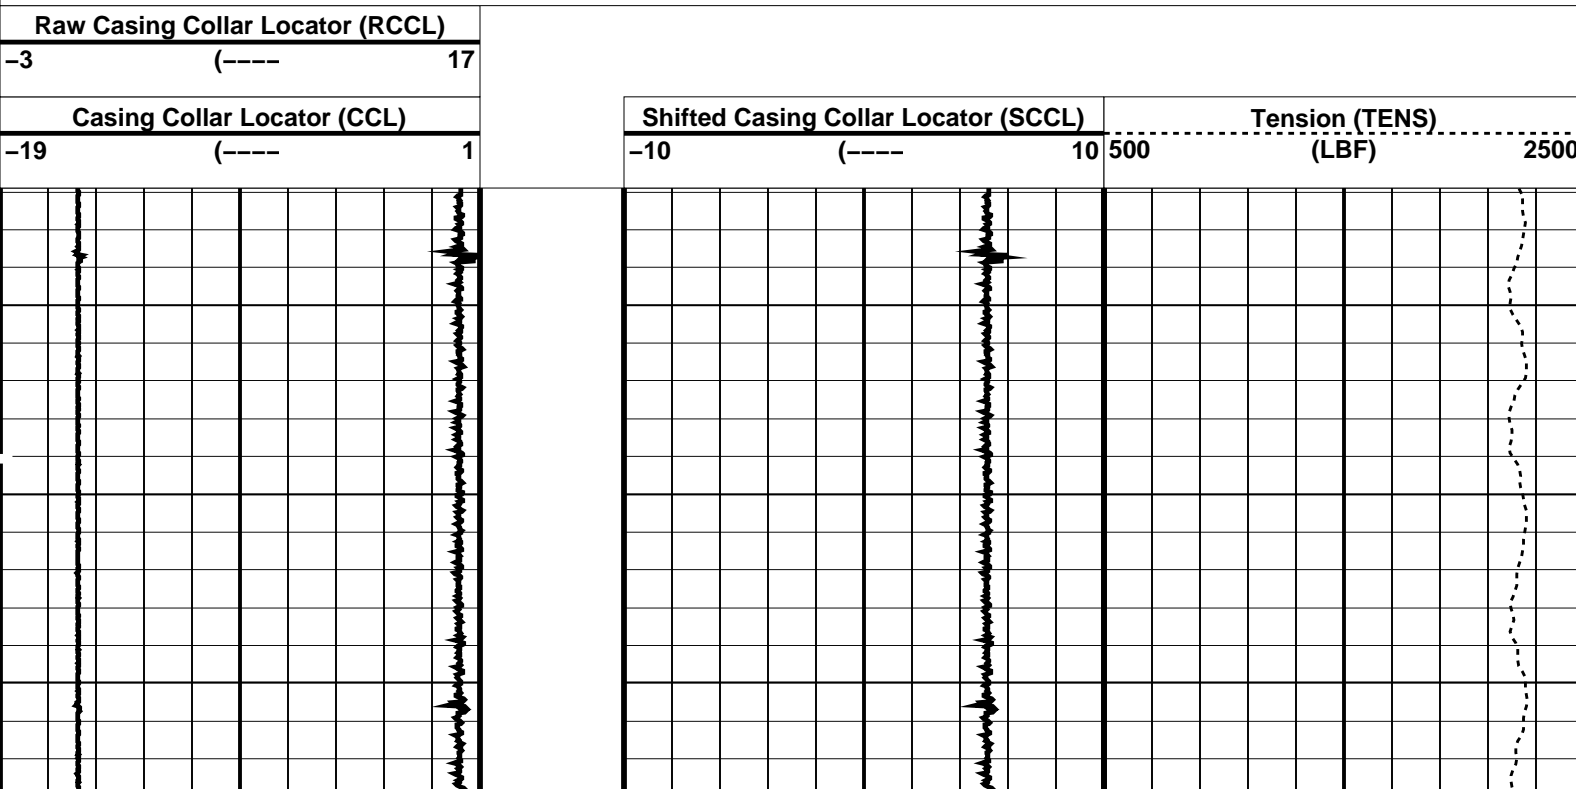 Raw Casing Collar Locator (RCCL)
−3 (−−−− 17
Casing Collar Locator (CCL)
−19 (−−−− 1
Shifted Casing Collar Locator (SCCL)
−10 (−−−− 10
Tension (TENS)
500 (LBF) 2500